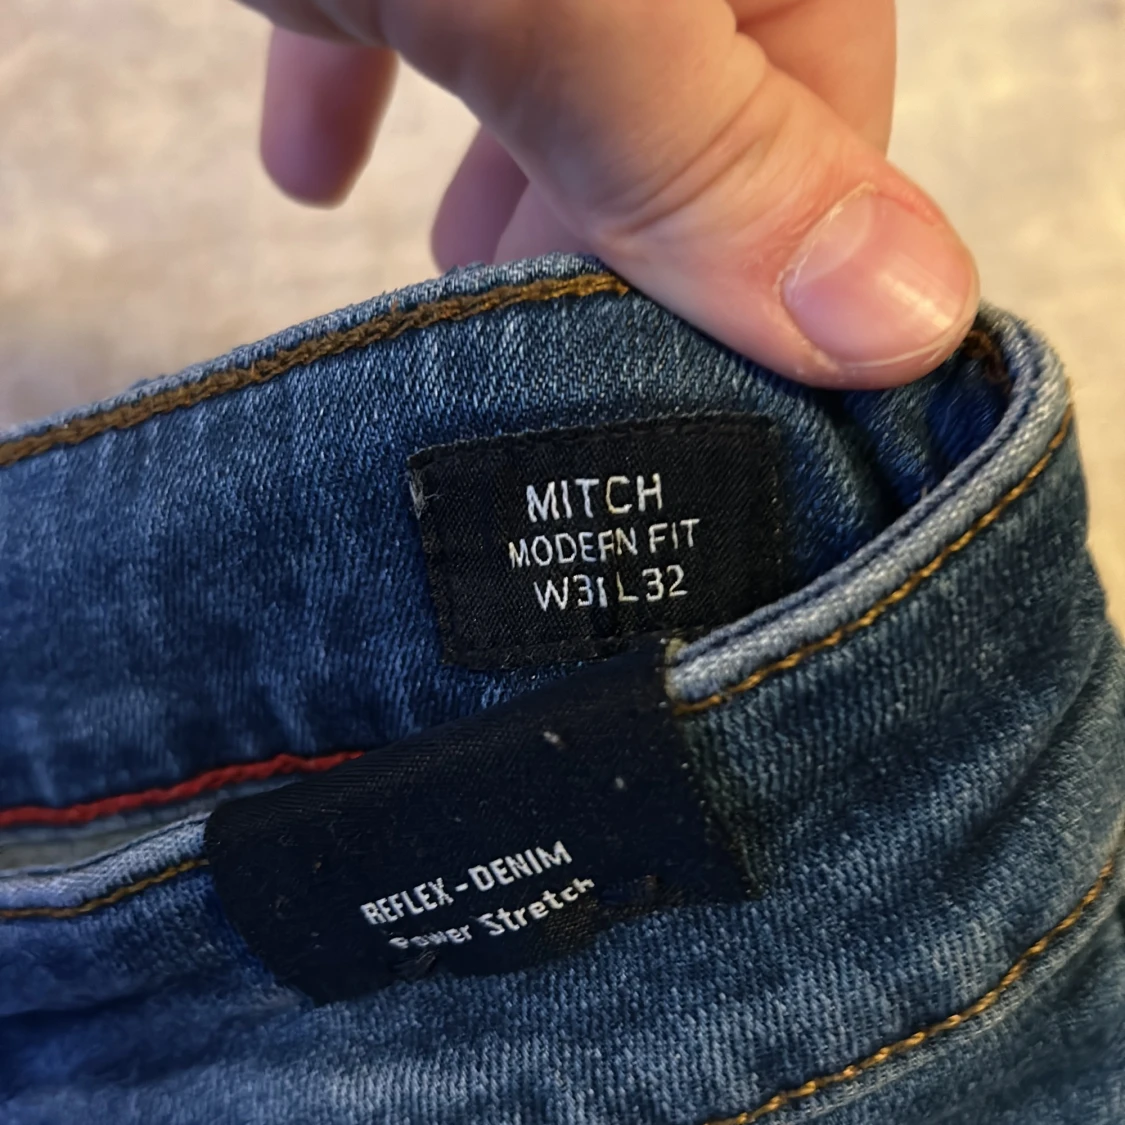 MITCH
MODERN FIT
W31 L32
REFLEX-DENIM
Power Stretch